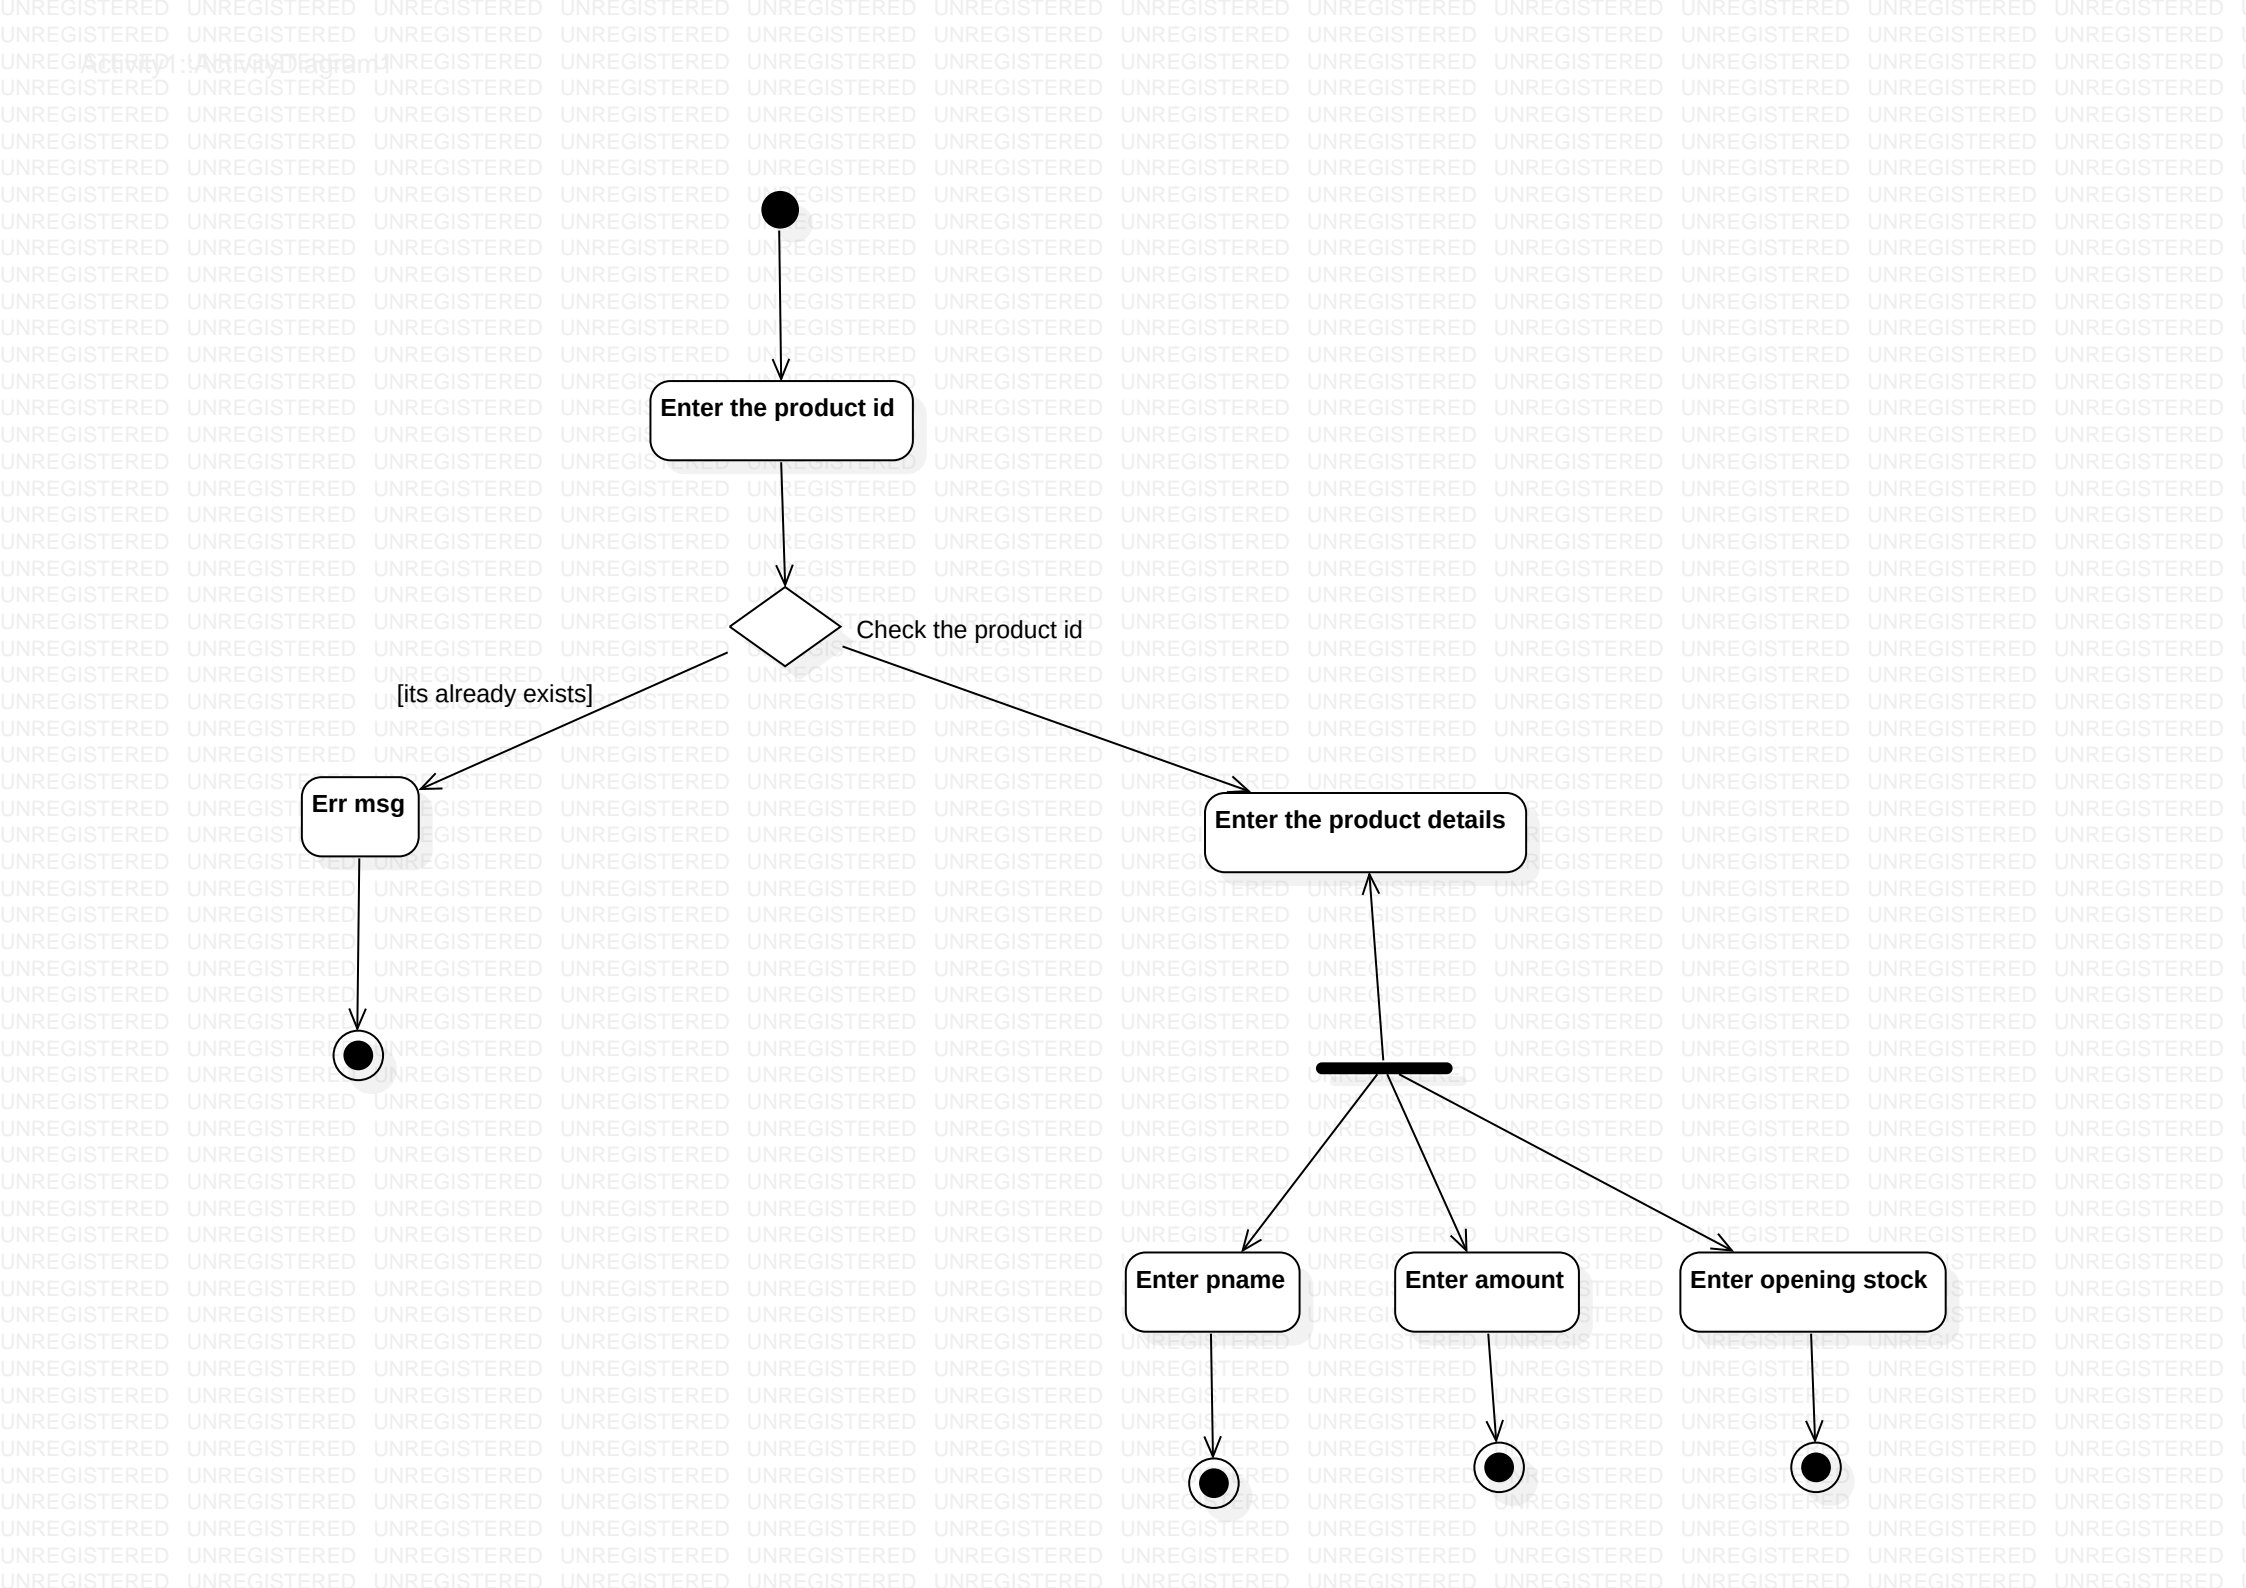 Activity1::ActivityDiagram1
Enter the product id
Check the product id
[its already exists]
Err msg
Enter the product details
Enter pname
Enter amount
Enter opening stock
UNREGISTERED